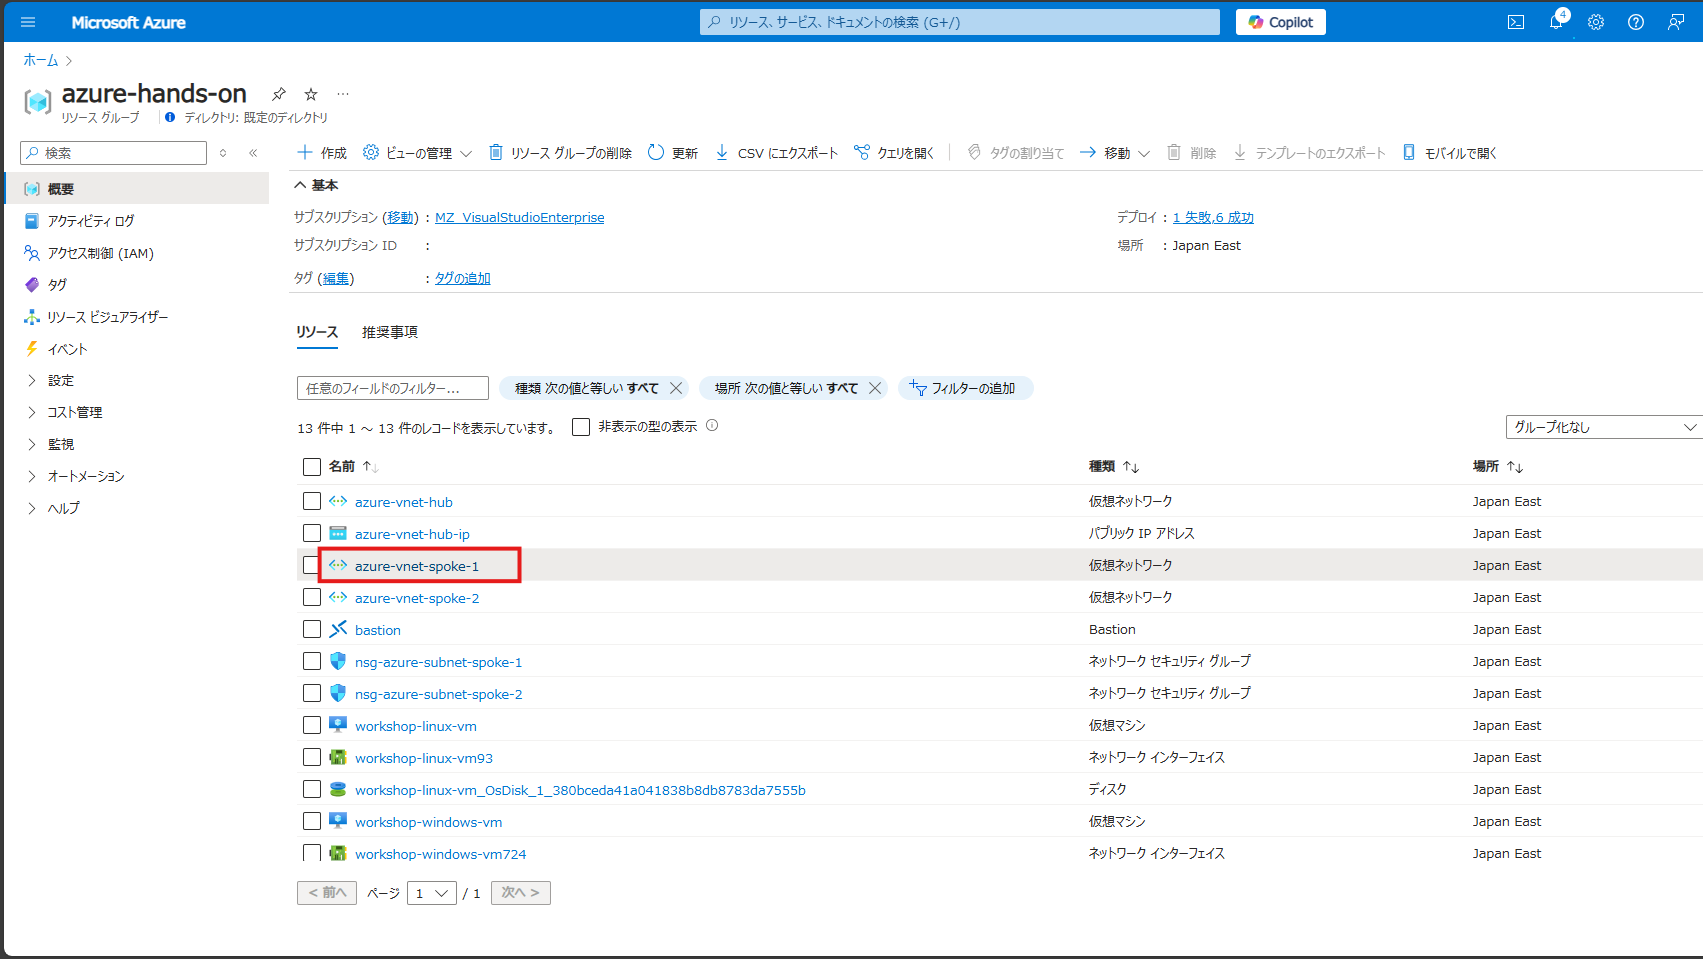 Microsoft Azure
リソース、サービス、ドキュメントの検索 (G+/)
Copilot
4
ホーム
azure-hands-on
リソース グループ
ディレクトリ: 既定のディレクトリ
検索
作成
ビューの管理
リソース グループの削除
更新
CSV にエクスポート
クエリを開く
タグの割り当て
移動
削除
テンプレートのエクスポート
モバイルで開く
概要
アクティビティ ログ
アクセス制御 (IAM)
タグ
リソース ビジュアライザー
イベント
設定
コスト管理
監視
オートメーション
ヘルプ
基本
サブスクリプション (移動) : MZ_VisualStudioEnterprise
サブスクリプション ID :
タグ (編集) : タグの追加
デプロイ : 1 失敗,6 成功
場所 : Japan East
リソース 推奨事項
任意のフィールドのフィルター...
種類 次の値と等しい すべて
場所 次の値と等しい すべて
フィルターの追加
13 件中 1 ～ 13 件のレコードを表示しています。
非表示の型の表示
グループ化なし
名前 種類 場所
azure-vnet-hub 仮想ネットワーク Japan East
azure-vnet-hub-ip パブリック IP アドレス Japan East
azure-vnet-spoke-1 仮想ネットワーク Japan East
azure-vnet-spoke-2 仮想ネットワーク Japan East
bastion Bastion Japan East
nsg-azure-subnet-spoke-1 ネットワーク セキュリティ グループ Japan East
nsg-azure-subnet-spoke-2 ネットワーク セキュリティ グループ Japan East
workshop-linux-vm 仮想マシン Japan East
workshop-linux-vm93 ネットワーク インターフェイス Japan East
workshop-linux-vm_OsDisk_1_380bceda41a041838b8db8783da7555b ディスク Japan East
workshop-windows-vm 仮想マシン Japan East
workshop-windows-vm724 ネットワーク インターフェイス Japan East
< 前へ ページ 1 / 1 次へ >